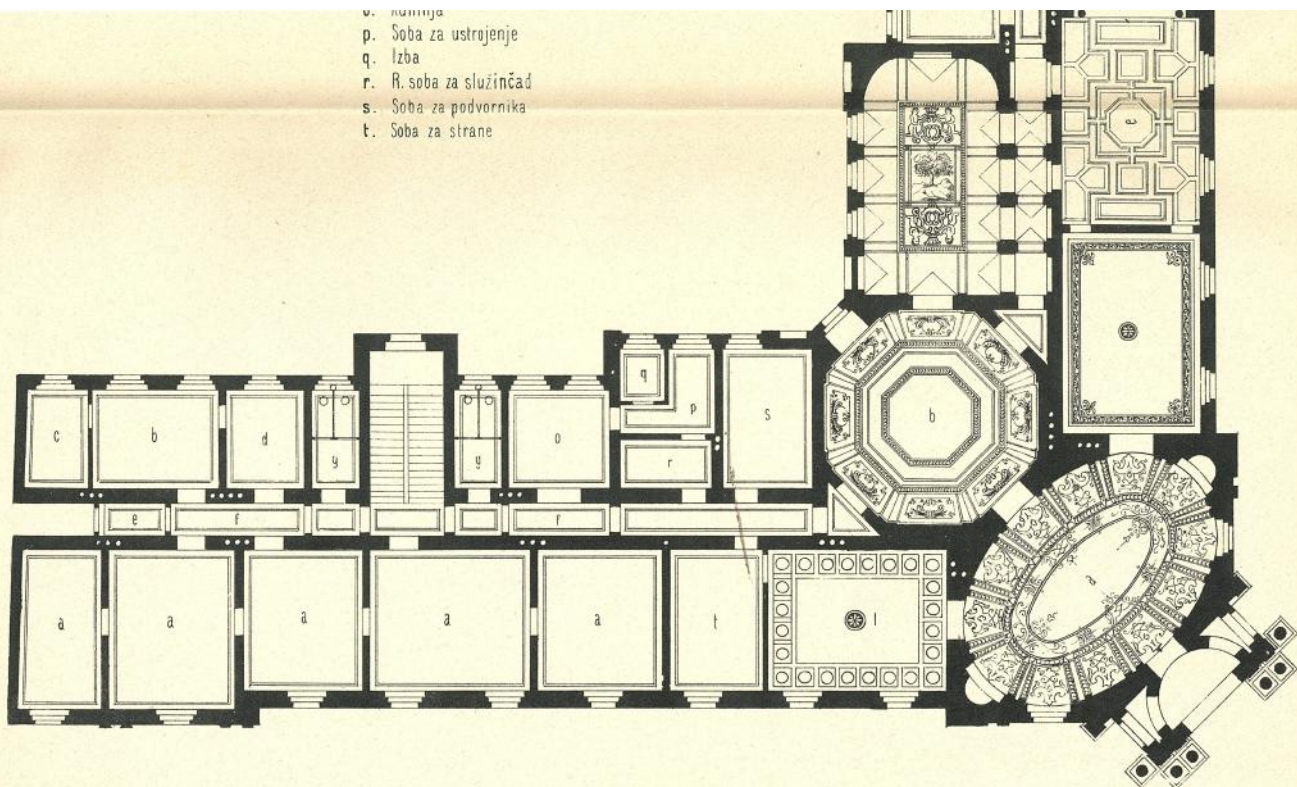 p. Soba za ustrojenje
q. Izba
r. R. soba za služinčad
s. Soba za podvornika
t. Soba za strane
e
q
p
s
b
c
b
d
y
y
o
r
e
f
r
a
a
a
a
a
a
t
l